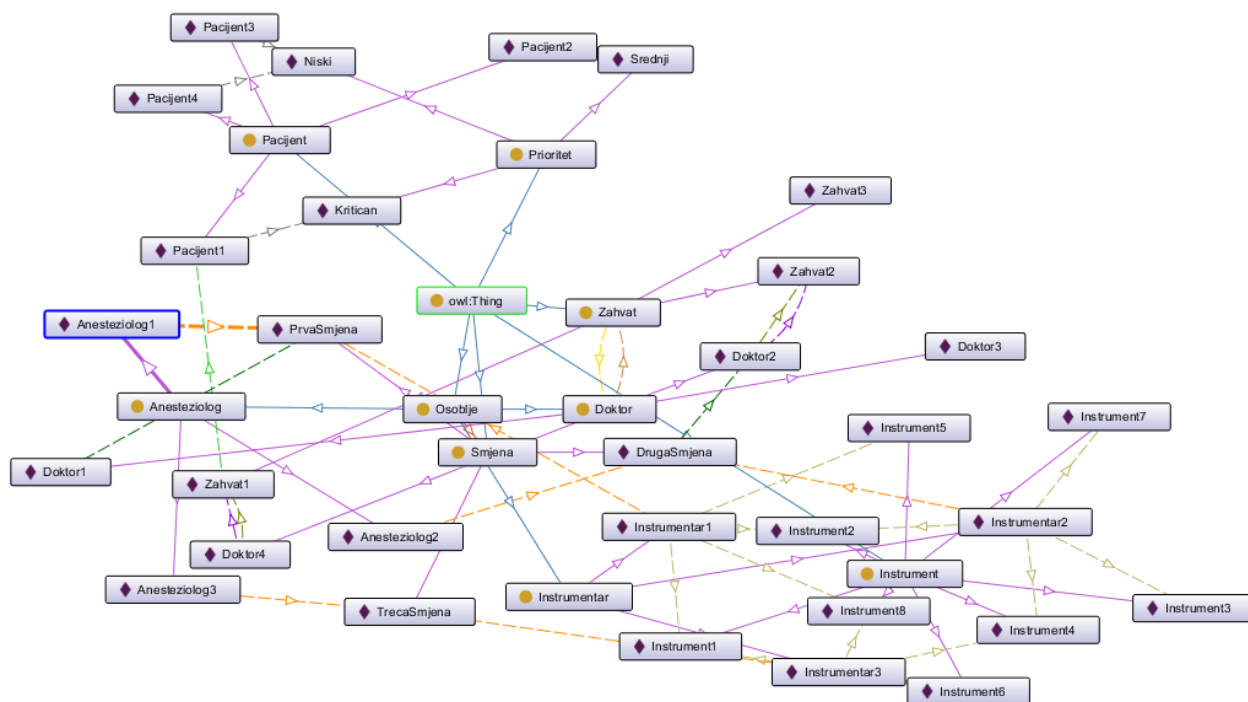 Pacijent3
Pacijent2
Niski
Srednji
Pacijent4
Pacijent
Prioritet
Zahvat3
Kritican
Pacijent1
Zahvat2
owl:Thing
Zahvat
Anesteziolog1
PrvaSmjena
Doktor3
Doktor2
Anesteziolog
Osoblje
Doktor
Instrument7
Instrument5
Smjena
DrugaSmjena
Doktor1
Zahvat1
Instrumentar1
Instrument2
Instrumentar2
Anesteziolog2
Doktor4
Instrument
Anesteziolog3
Instrumentar
TrecaSmjena
Instrument8
Instrument3
Instrument4
Instrument1
Instrumentar3
Instrument6